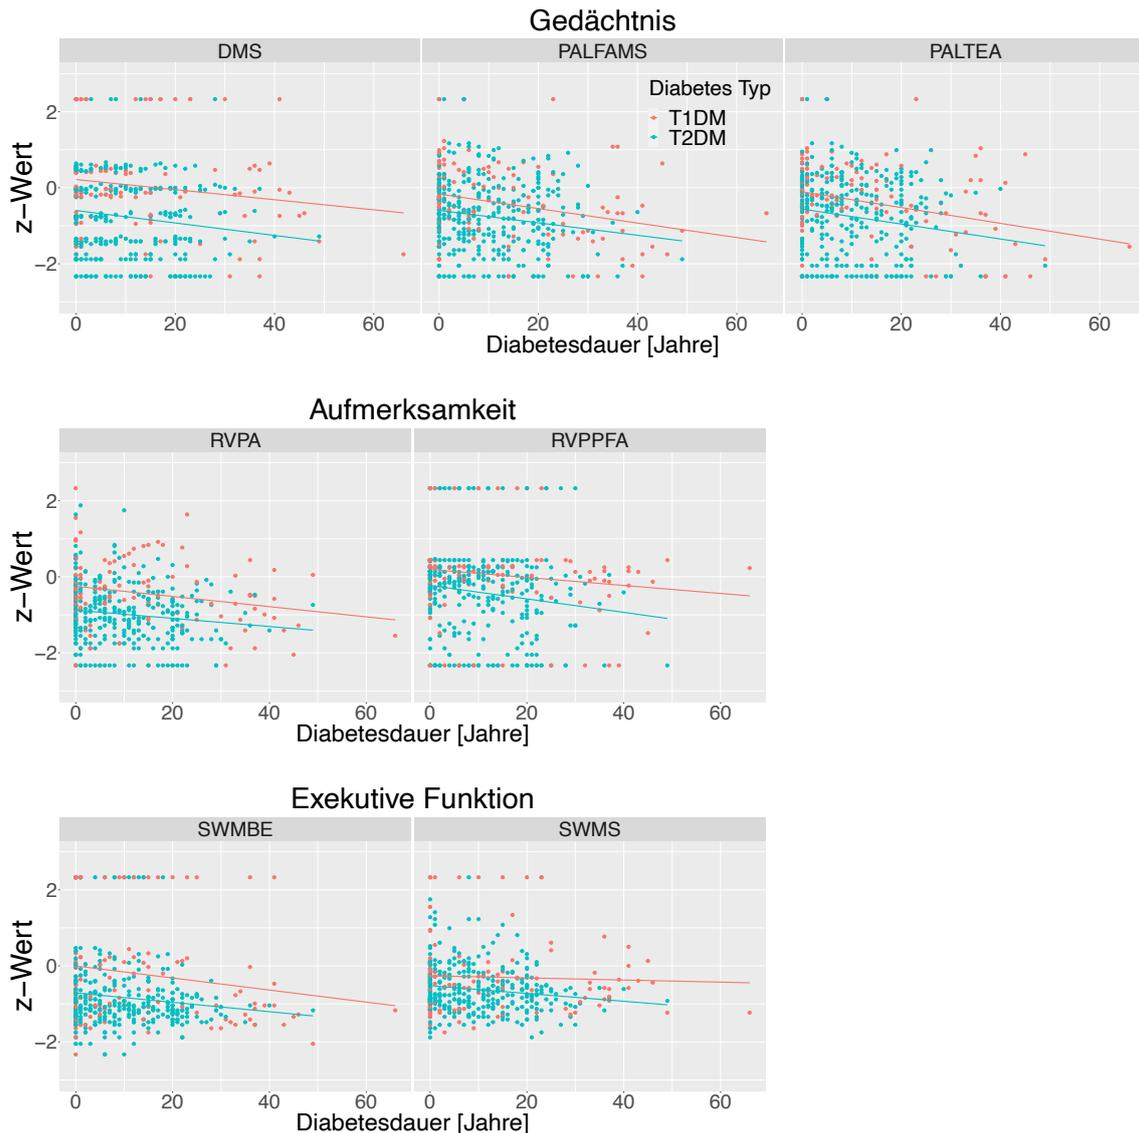 Gedächtnis
DMS PALFAMS PALTEA
Diabetes Typ
T1DM
T2DM
z−Wert
2
0
−2
0 20 40 60 0 20 40 60 0 20 40 60
Diabetesdauer [Jahre]
Aufmerksamkeit
RVPA RVPPFA
z−Wert
2
0
−2
0 20 40 60 0 20 40 60
Diabetesdauer [Jahre]
Exekutive Funktion
SWMBE SWMS
z−Wert
2
0
−2
0 20 40 60 0 20 40 60
Diabetesdauer [Jahre]